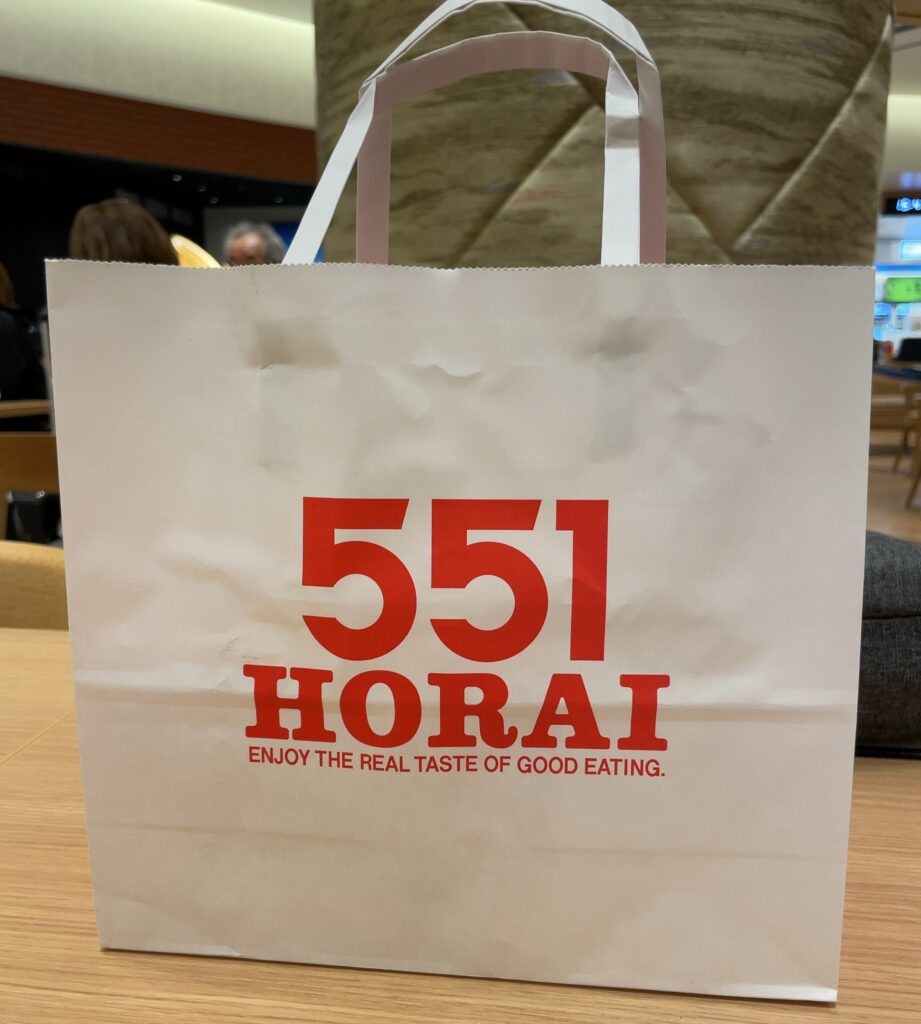 551
HORAI
ENJOY THE REAL TASTE OF GOOD EATING.